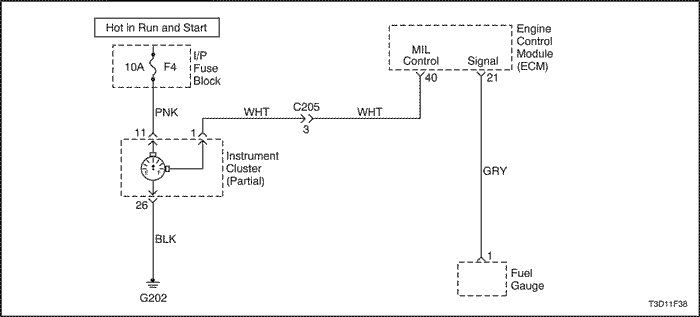 Hot in Run and Start
10A F4
I/P
Fuse
Block
MIL
Control
Signal
Engine
Control
Module
(ECM)
40
21
PNK
WHT
C205
3
WHT
11
1
Instrument
Cluster
(Partial)
E F
26
GRY
BLK
G202
1
Fuel
Gauge
T3D11F38